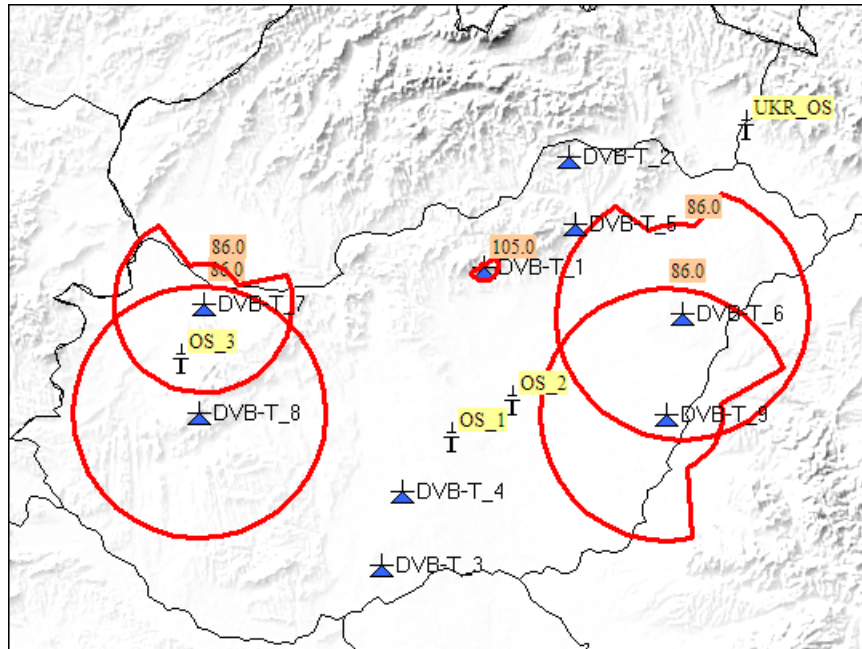 UKR_OS
DVB-T_2
86.0
DVB-T_5
86.0
105.0
86.0
DVB-T_1
86.0
DVB-T_7
DVB-T_6
OS_3
OS_2
DVB-T_8
OS_1
DVB-T_9
DVB-T_4
DVB-T_3